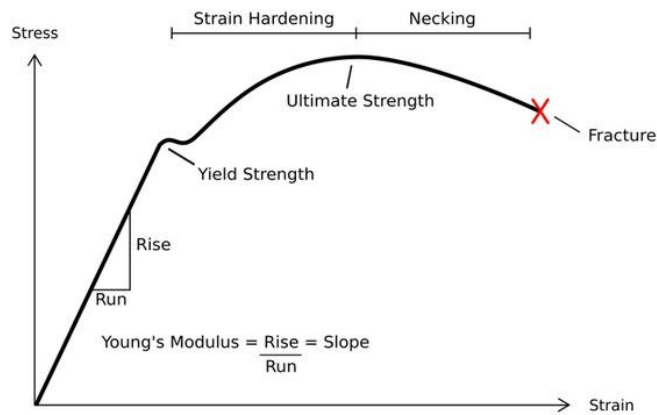 Strain Hardening
Necking
Stress
Ultimate Strength
Fracture
Yield Strength
Rise
Run
Young's Modulus = Rise = Slope
Run
Strain